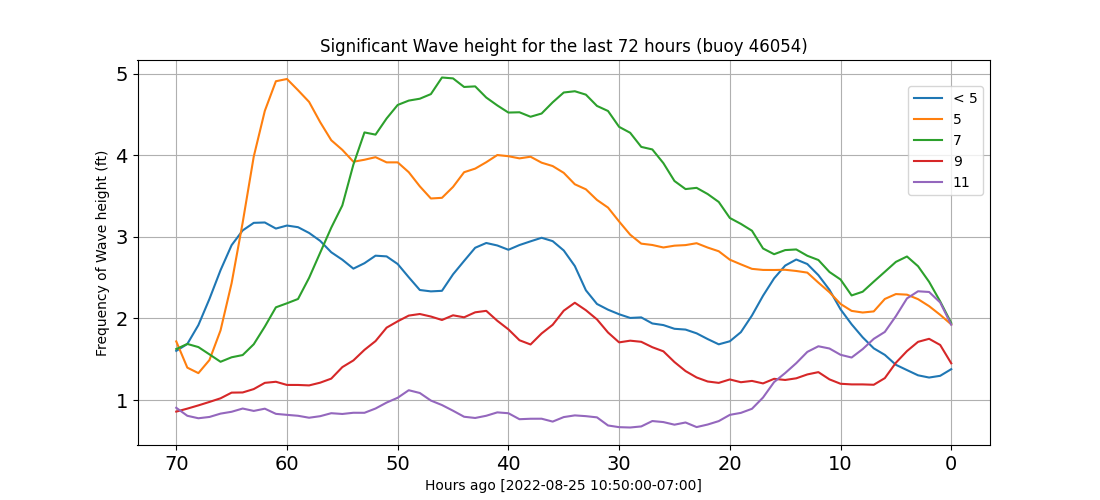 Significant Wave height for the last 72 hours (buoy 46054)
Frequency of Wave height (ft)
5
4
3
2
1
< 5
5
7
9
11
70 60 50 40 30 20 10 0
Hours ago [2022-08-25 10:50:00-07:00]